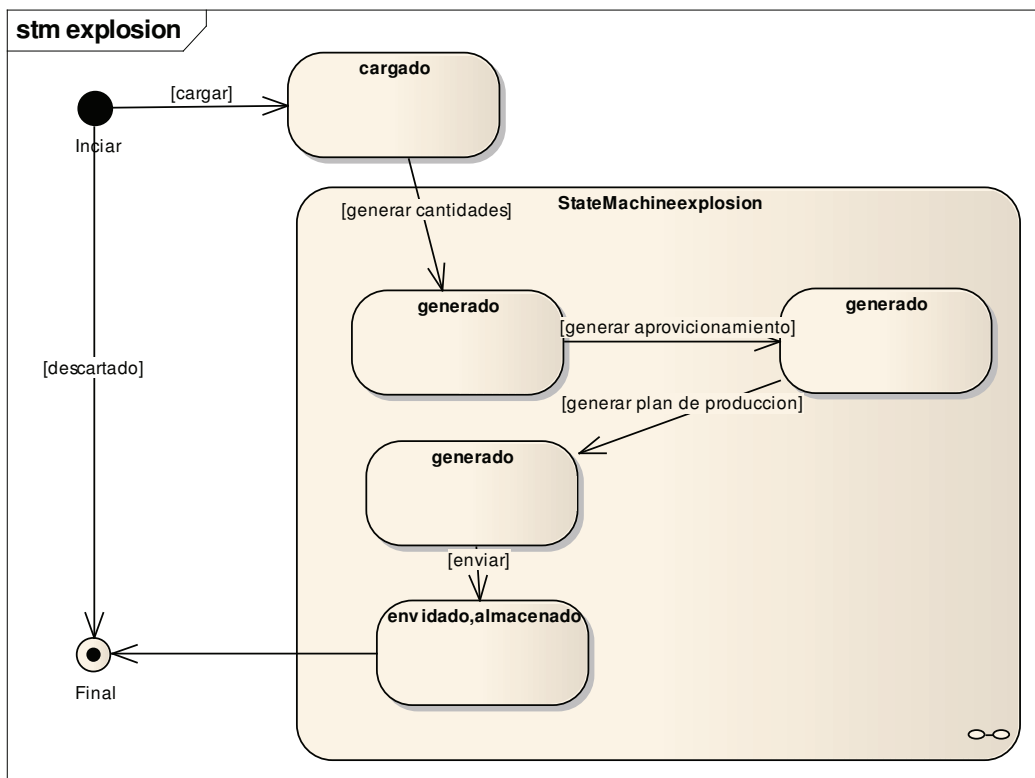 stm explosion
cargado
[cargar]
Inciar
StateMachineexplosion
[generar cantidades]
generado
generado
[generar aprovicionamiento]
[descartado]
[generar plan de produccion]
generado
[enviar]
envidado,almacenado
Final